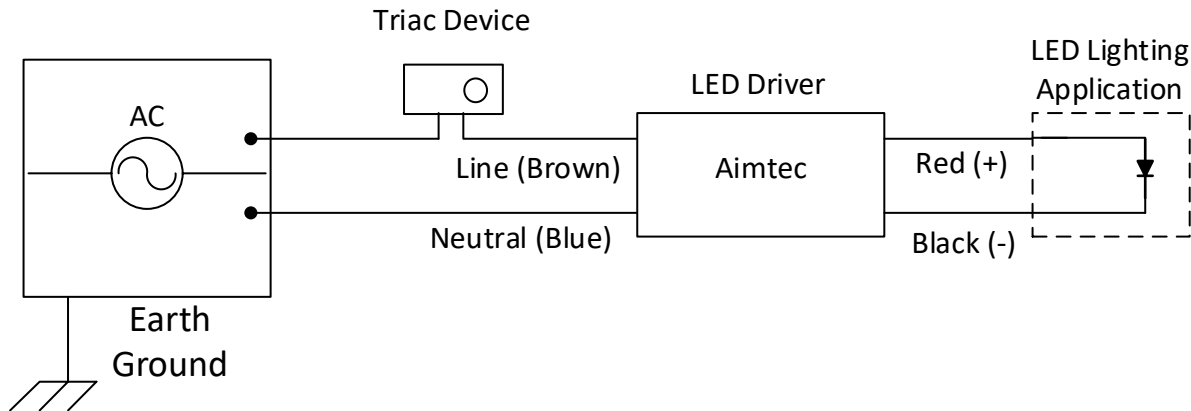 Triac Device
LED Lighting
Application
LED Driver
AC
Line (Brown)
Aimtec
Red (+)
Neutral (Blue)
Black (-)
Earth
Ground